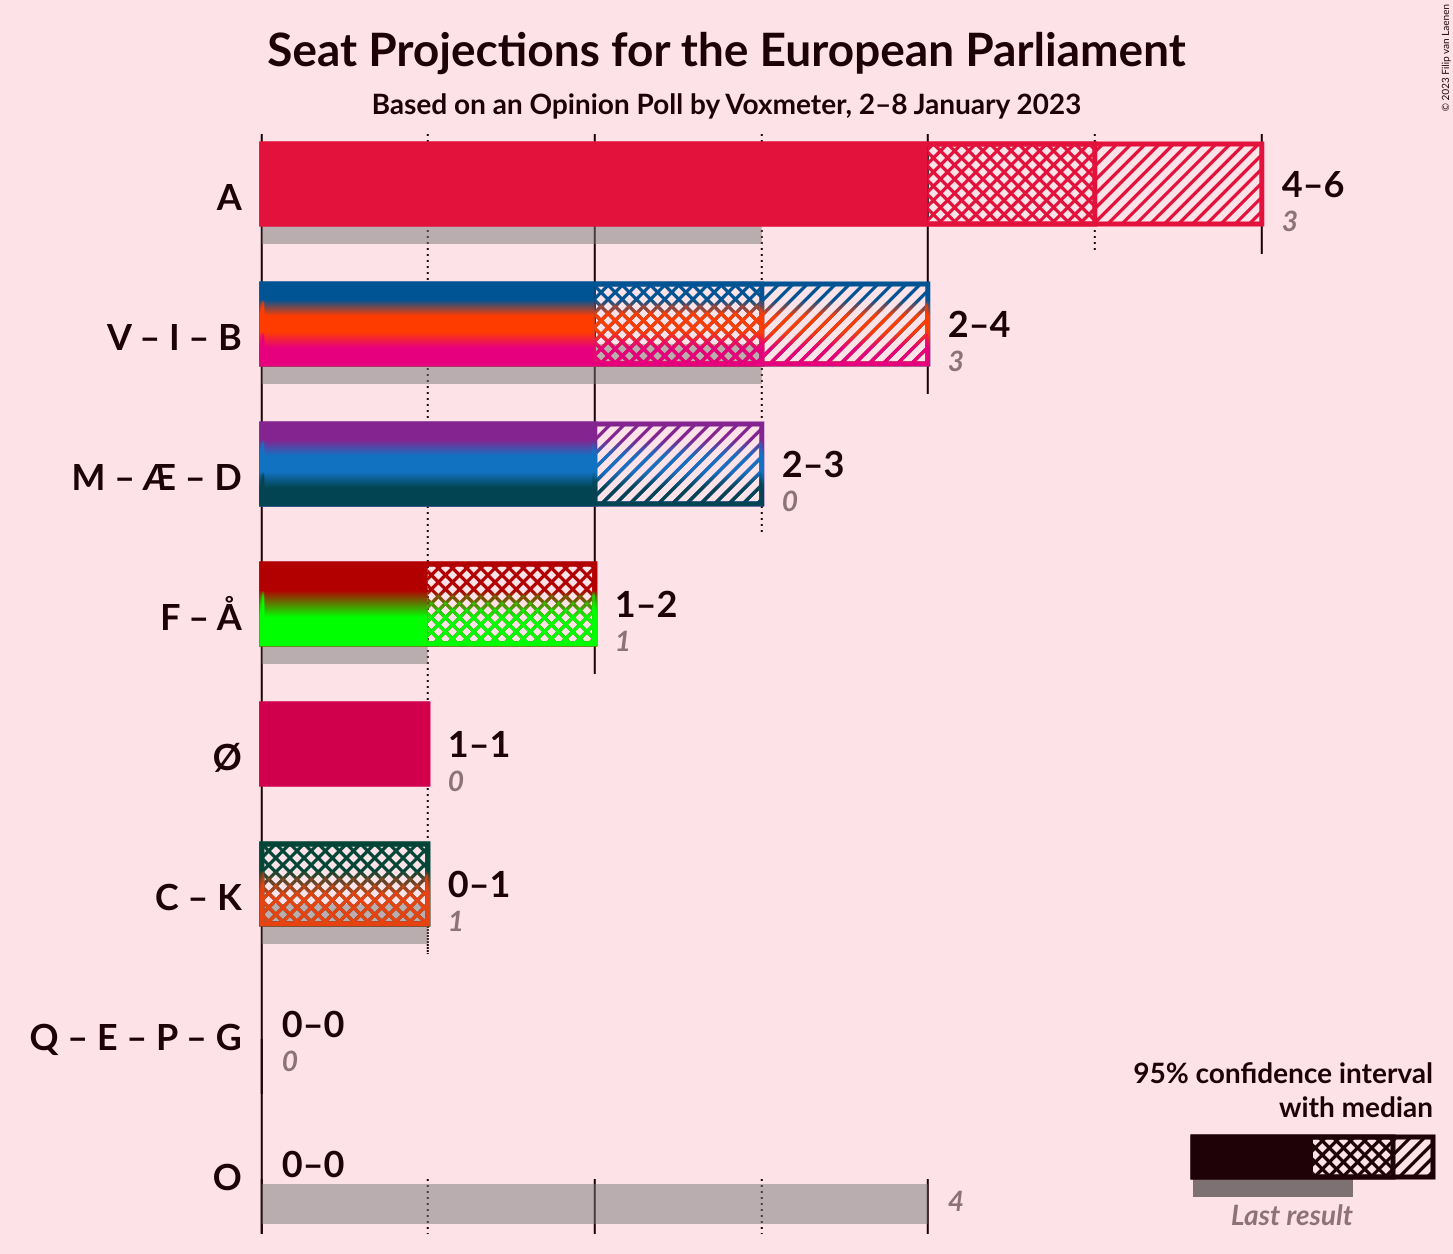 Seat Projections for the European Parliament
Based on an Opinion Poll by Voxmeter, 2–8 January 2023
© 2023 Filip van Laenen
A
4–6
3
V – I – B
2–4
3
M – Æ – D
2–3
0
F – Å
1–2
1
Ø
1–1
0
C – K
0–1
1
Q – E – P – G
0–0
0
O
0–0
4
95% confidence interval
with median
Last result